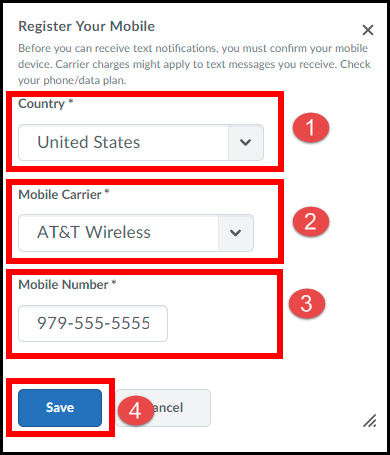 Register Your Mobile
Before you can receive text notifications, you must confirm your mobile
device. Carrier charges might apply to text messages you receive. Check
your phone/data plan.
Country *
United States
1
Mobile Carrier *
AT&T Wireless
2
Mobile Number *
3
979-555-5555
Save
4